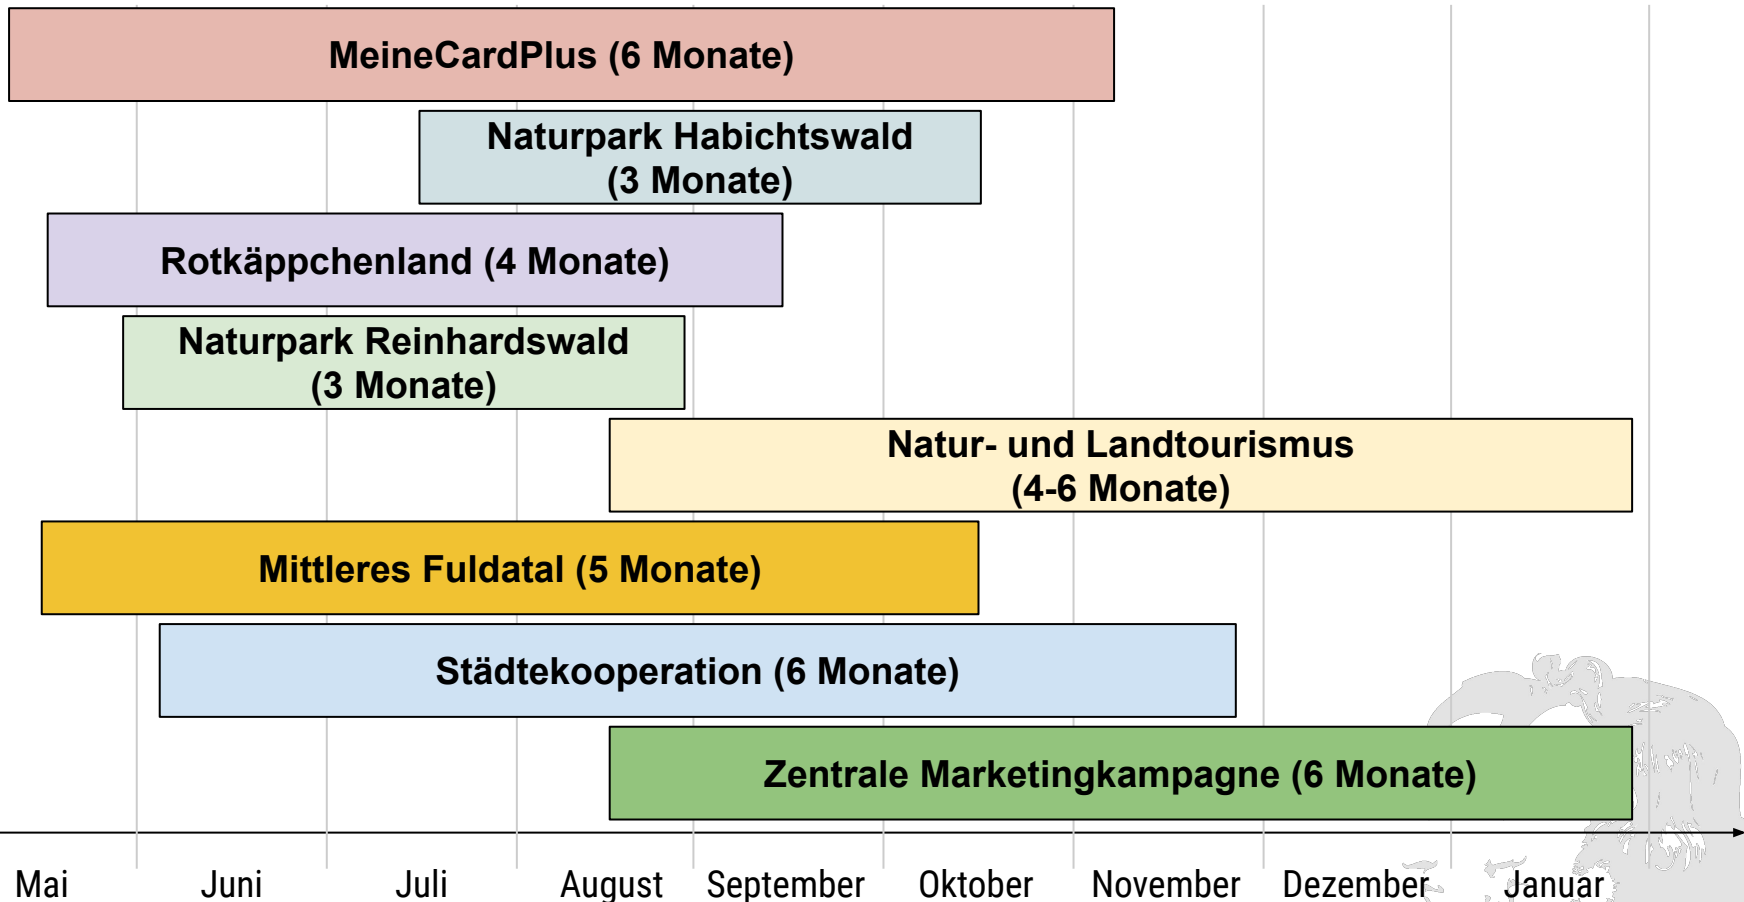 MeineCardPlus (6 Monate)
Naturpark Habichtswald
(3 Monate)
Rotkäppchenland (4 Monate)
Naturpark Reinhardswald
(3 Monate)
Natur- und Landtourismus
(4-6 Monate)
Mittleres Fuldatal (5 Monate)
Städtekooperation (6 Monate)
Zentrale Marketingkampagne (6 Monate)
Mai Juni Juli August September Oktober November Dezember Januar